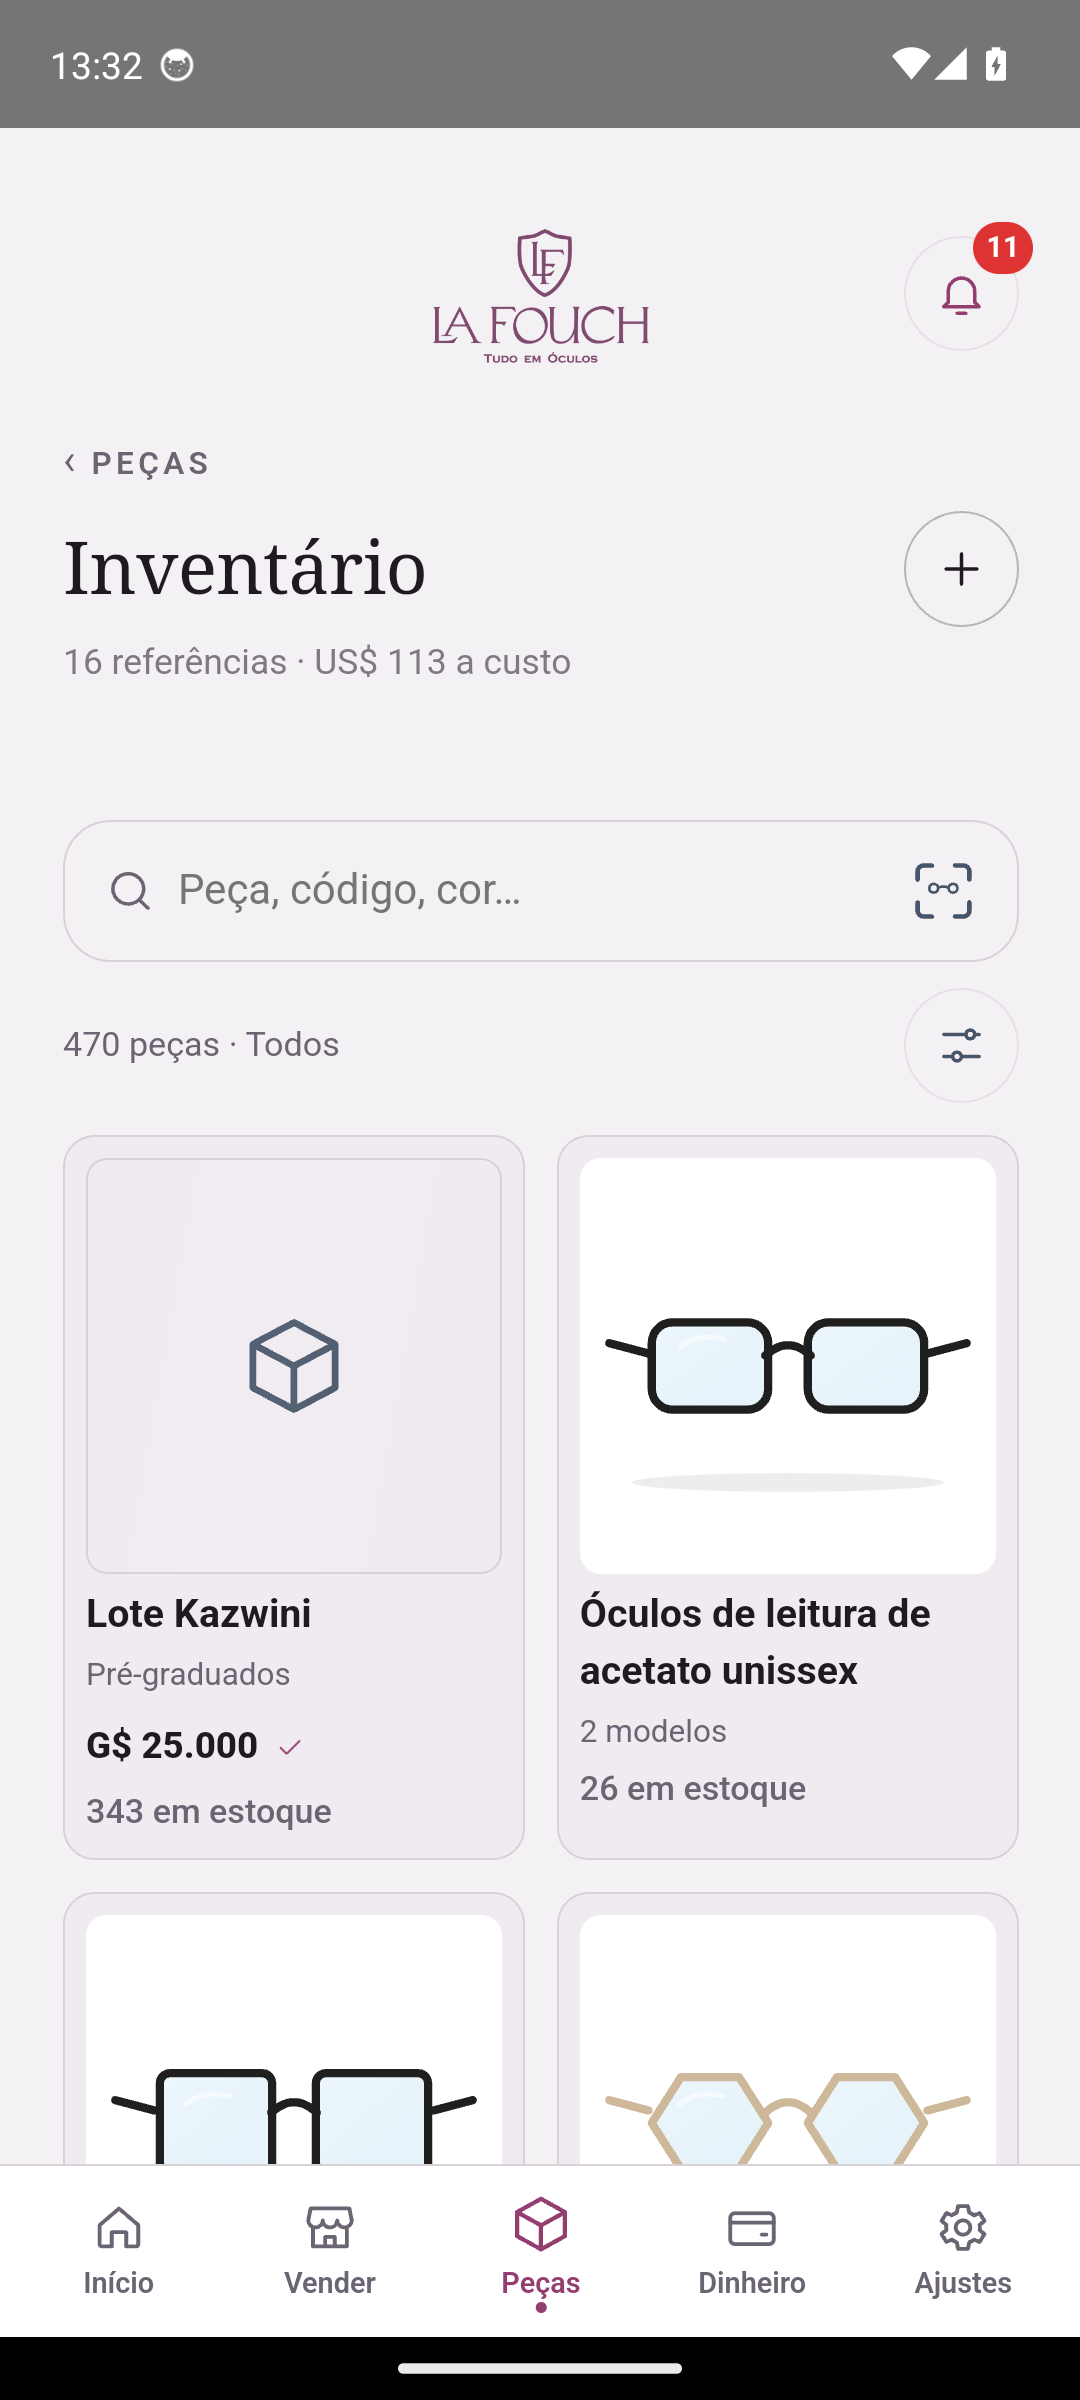 13:32
LF
LA FOUCH
TUDO EM ÓCULOS
11
‹ PEÇAS
Inventário
16 referências · US$ 113 a custo
Peça, código, cor...
470 peças · Todos
Lote Kazwini
Pré-graduados
G$ 25.000
343 em estoque
Óculos de leitura de
acetato unissex
2 modelos
26 em estoque
Início
Vender
Peças
Dinheiro
Ajustes